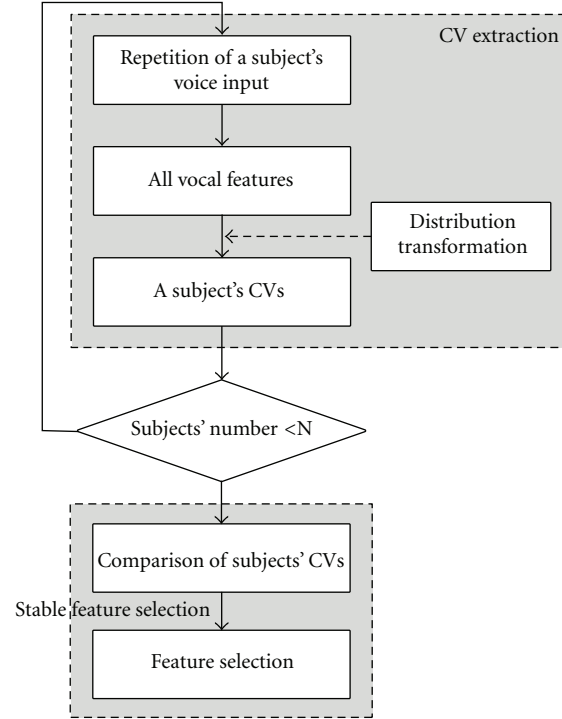 CV extraction
Repetition of a subject's
voice input
All vocal features
Distribution
transformation
A subject's CVs
Subjects' number <N
Comparison of subjects' CVs
Stable feature selection
Feature selection